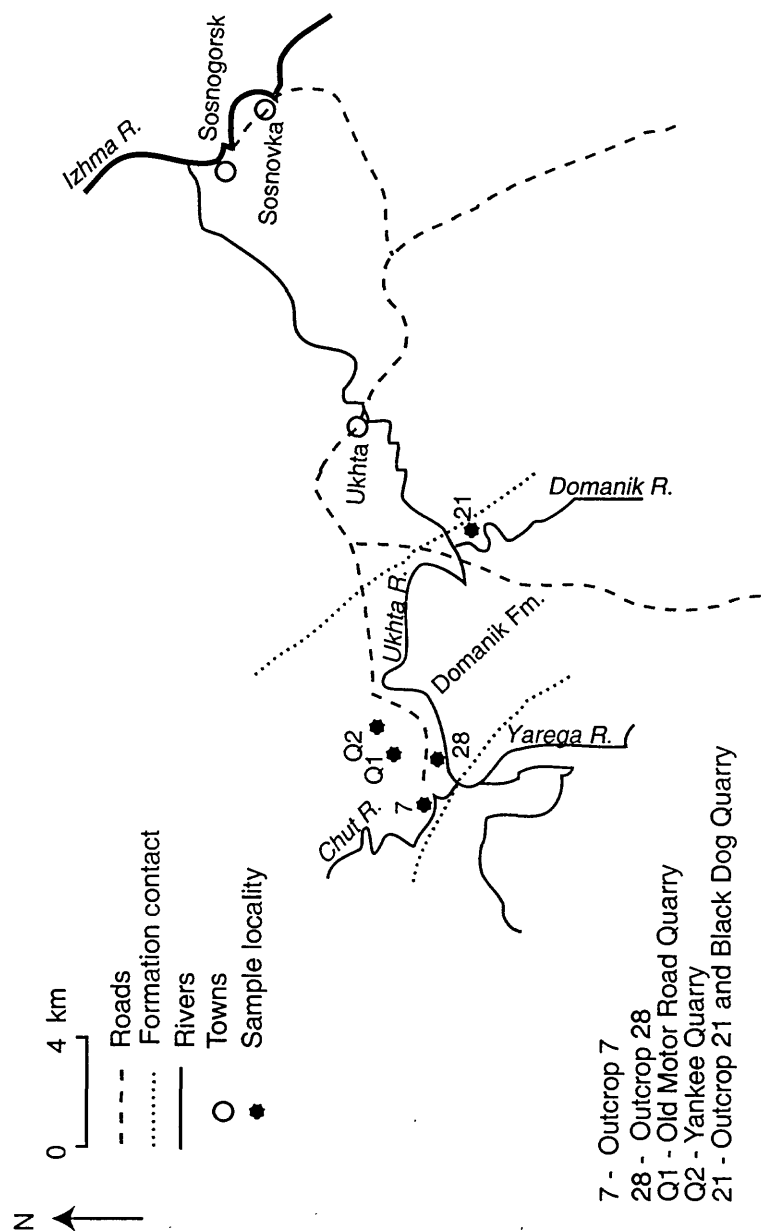 N
0 4 km
Roads
Formation contact
Rivers
Towns
Sample locality
Izhma R.
Sosnogorsk
Sosnovka
Ukhta
Ukhta R.
Domanik R.
21
Domanik Fm.
Q2
Q1
28
7
Chut R.
Yarega R.
7 - Outcrop 7
28 - Outcrop 28
Q1 - Old Motor Road Quarry
Q2 - Yankee Quarry
21 - Outcrop 21 and Black Dog Quarry